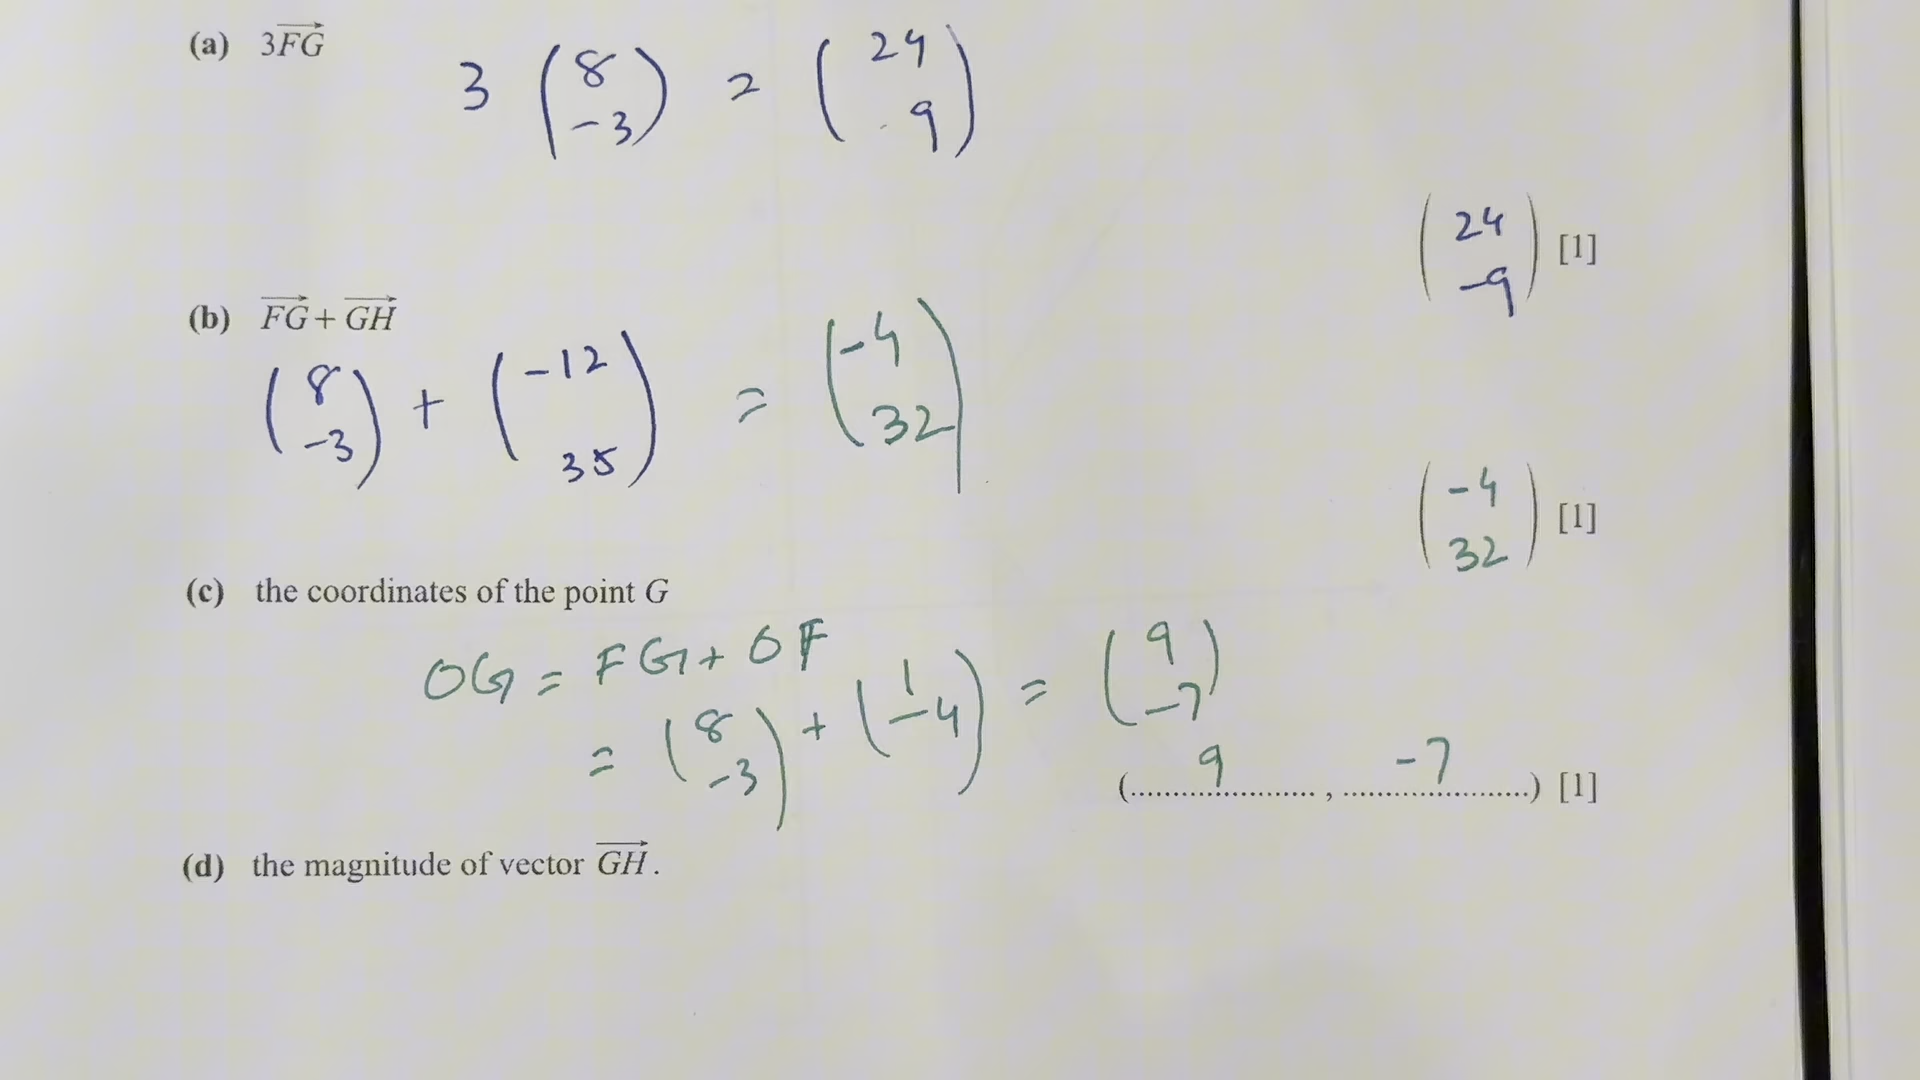 (a) 3FG
3 (8 -3) = (24 -9)
(24 -9) [1]
(b) FG + GH
(8 -3) + (-12 35) = (-4 32)
(-4 32) [1]
(c) the coordinates of the point G
OG = FG + OF
= (8 -3) + (1 -4) = (9 -7)
(9, -7) [1]
(d) the magnitude of vector GH.